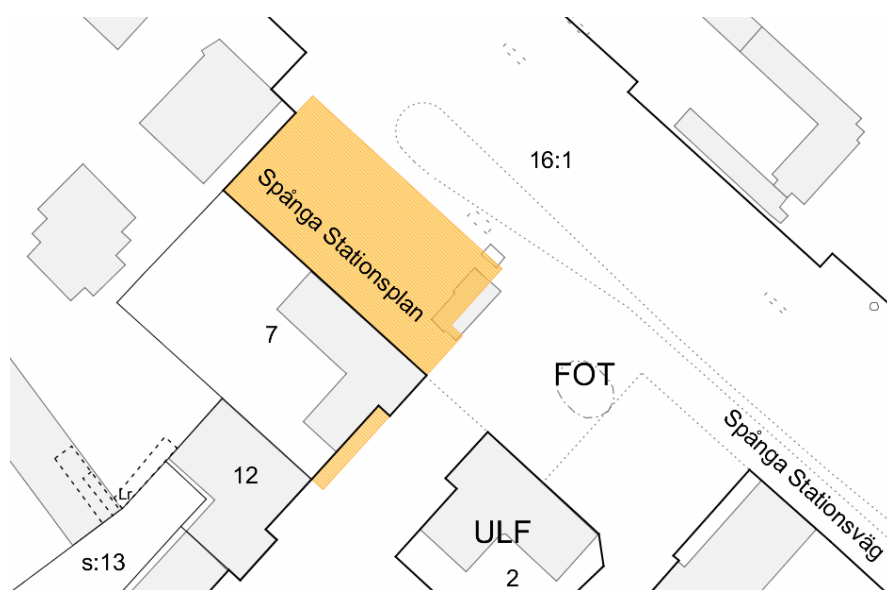 16:1
Spånga Stationsplan
7
FOT
Spånga Stationsväg
12
Lr
ULF
s:13
2